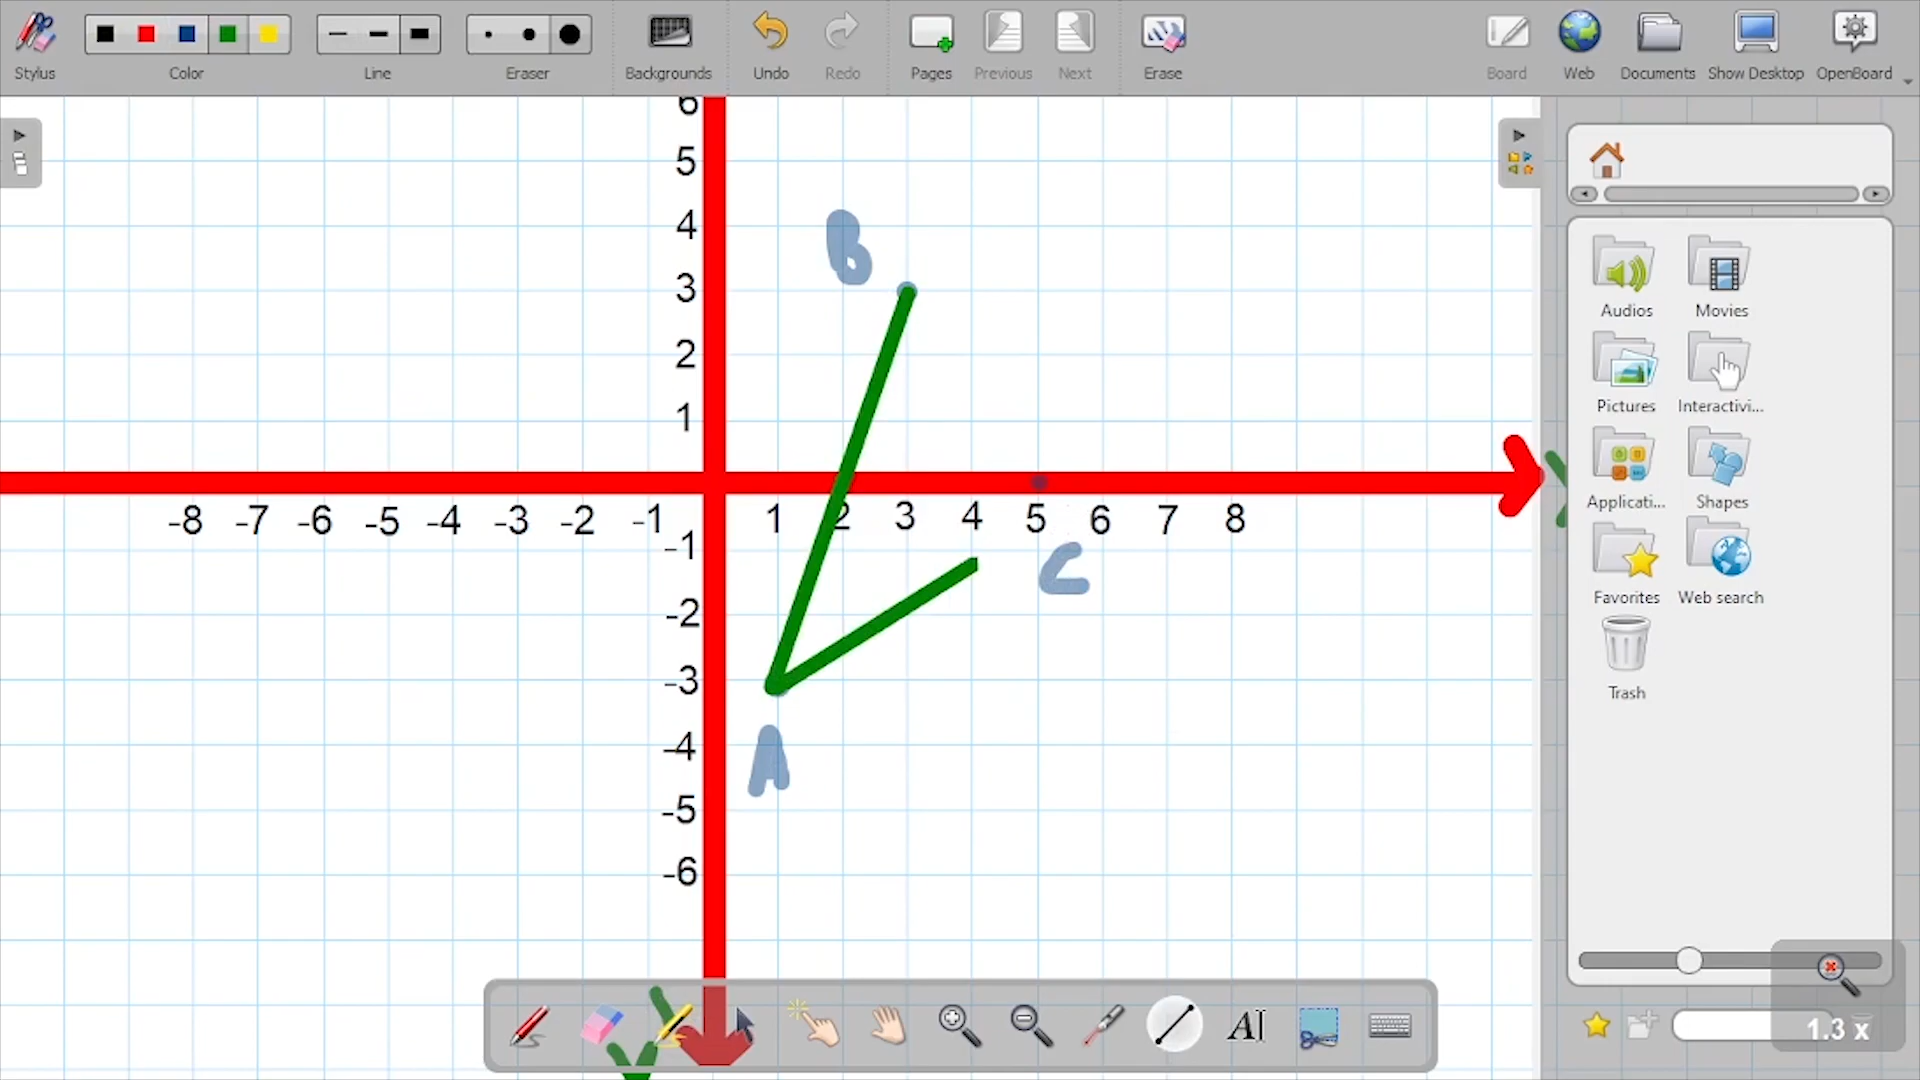 Stylus Color Line Eraser Backgrounds Undo Redo Pages Previous Next Erase Board Web Documents Show Desktop OpenBoard
6
5
B
4
3
2
1
-8 -7 -6 -5 -4 -3 -2 -1 1 2 3 4 5 6 7 8
-1
C
-2
-3
A
-4
-5
-6
Audios Movies
Pictures Interactivi...
Applicati... Shapes
Favorites Web search
Trash
AI
1.3 x